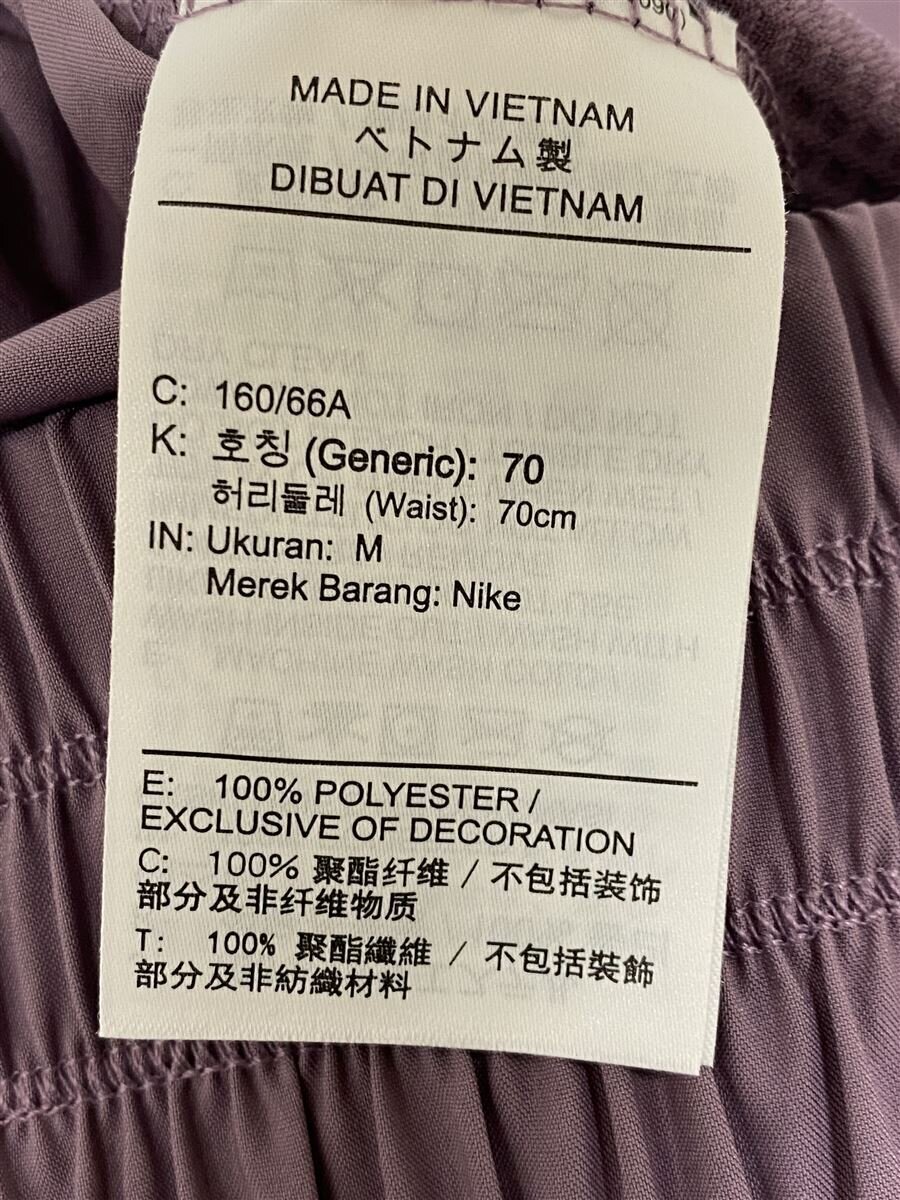 MADE IN VIETNAM
ベトナム製
DIBUAT DI VIETNAM
C: 160/66A
K: 호칭 (Generic): 70
허리둘레 (Waist): 70cm
IN: Ukuran: M
Merek Barang: Nike
E: 100% POLYESTER /
EXCLUSIVE OF DECORATION
C: 100% 聚酯纤维 / 不包括装饰
部分及非纤维物质
T: 100% 聚酯纖維 / 不包括裝飾
部分及非紡織材料